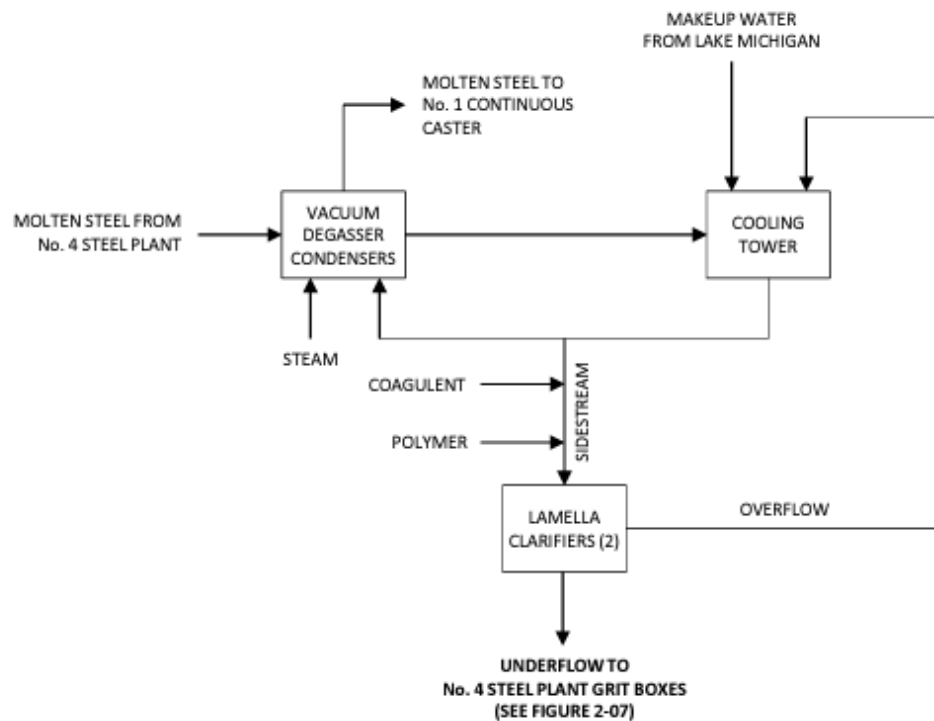 MAKEUP WATER
FROM LAKE MICHIGAN
MOLTEN STEEL TO
No. 1 CONTINUOUS
CASTER
MOLTEN STEEL FROM
No. 4 STEEL PLANT
VACUUM
DEGASSER
CONDENSERS
COOLING
TOWER
STEAM
COAGULENT
POLYMER
SIDESTREAM
LAMELLA
CLARIFIERS (2)
OVERFLOW
UNDERFLOW TO
No. 4 STEEL PLANT GRIT BOXES
(SEE FIGURE 2-07)